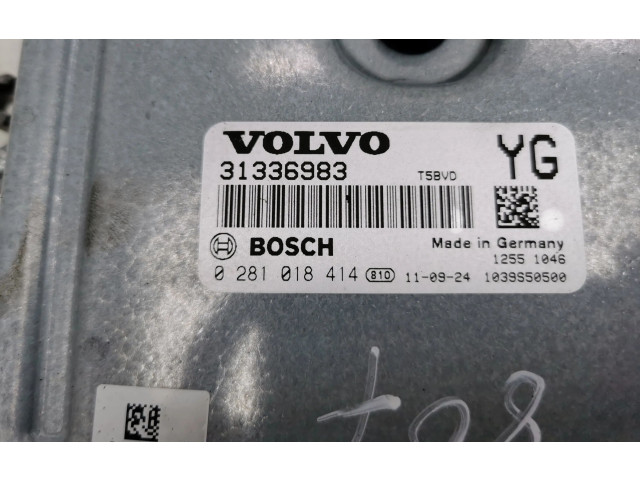 VOLVO
YG
31336983
T5BVD
BOSCH
Made in Germany
1255 1046
0 281 018 414 810 11-09-24 1039S50500